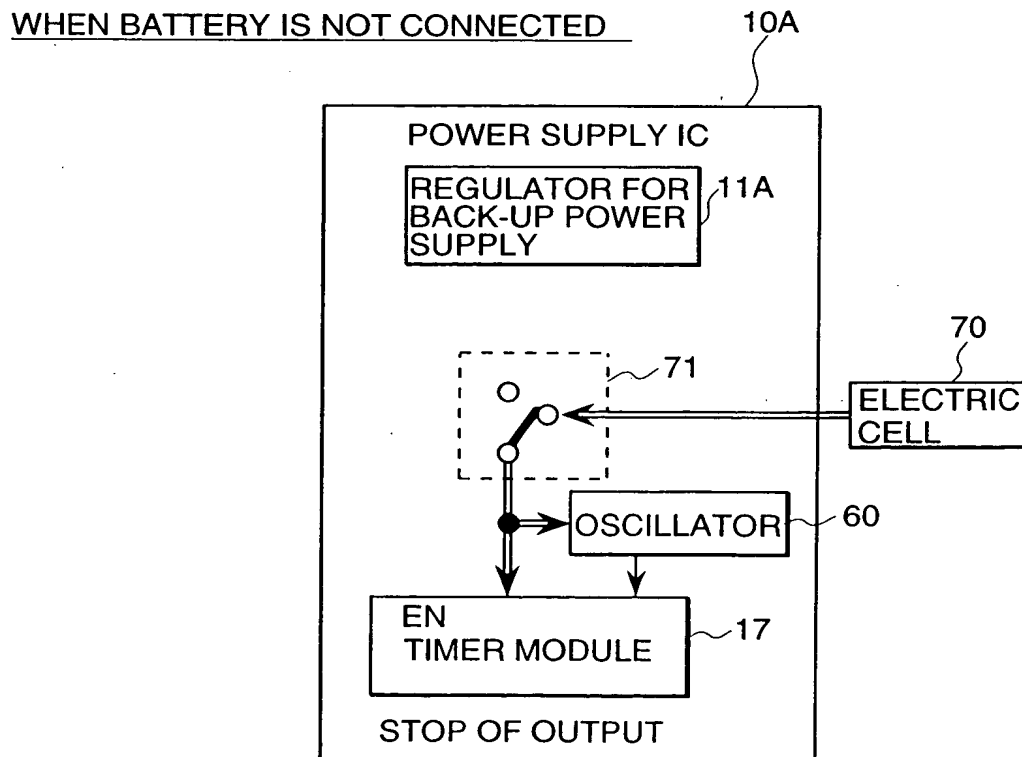 WHEN BATTERY IS NOT CONNECTED
10A
POWER SUPPLY IC
REGULATOR FOR
BACK-UP POWER
SUPPLY
11A
71
70
ELECTRIC
CELL
OSCILLATOR
60
EN
TIMER MODULE
17
STOP OF OUTPUT